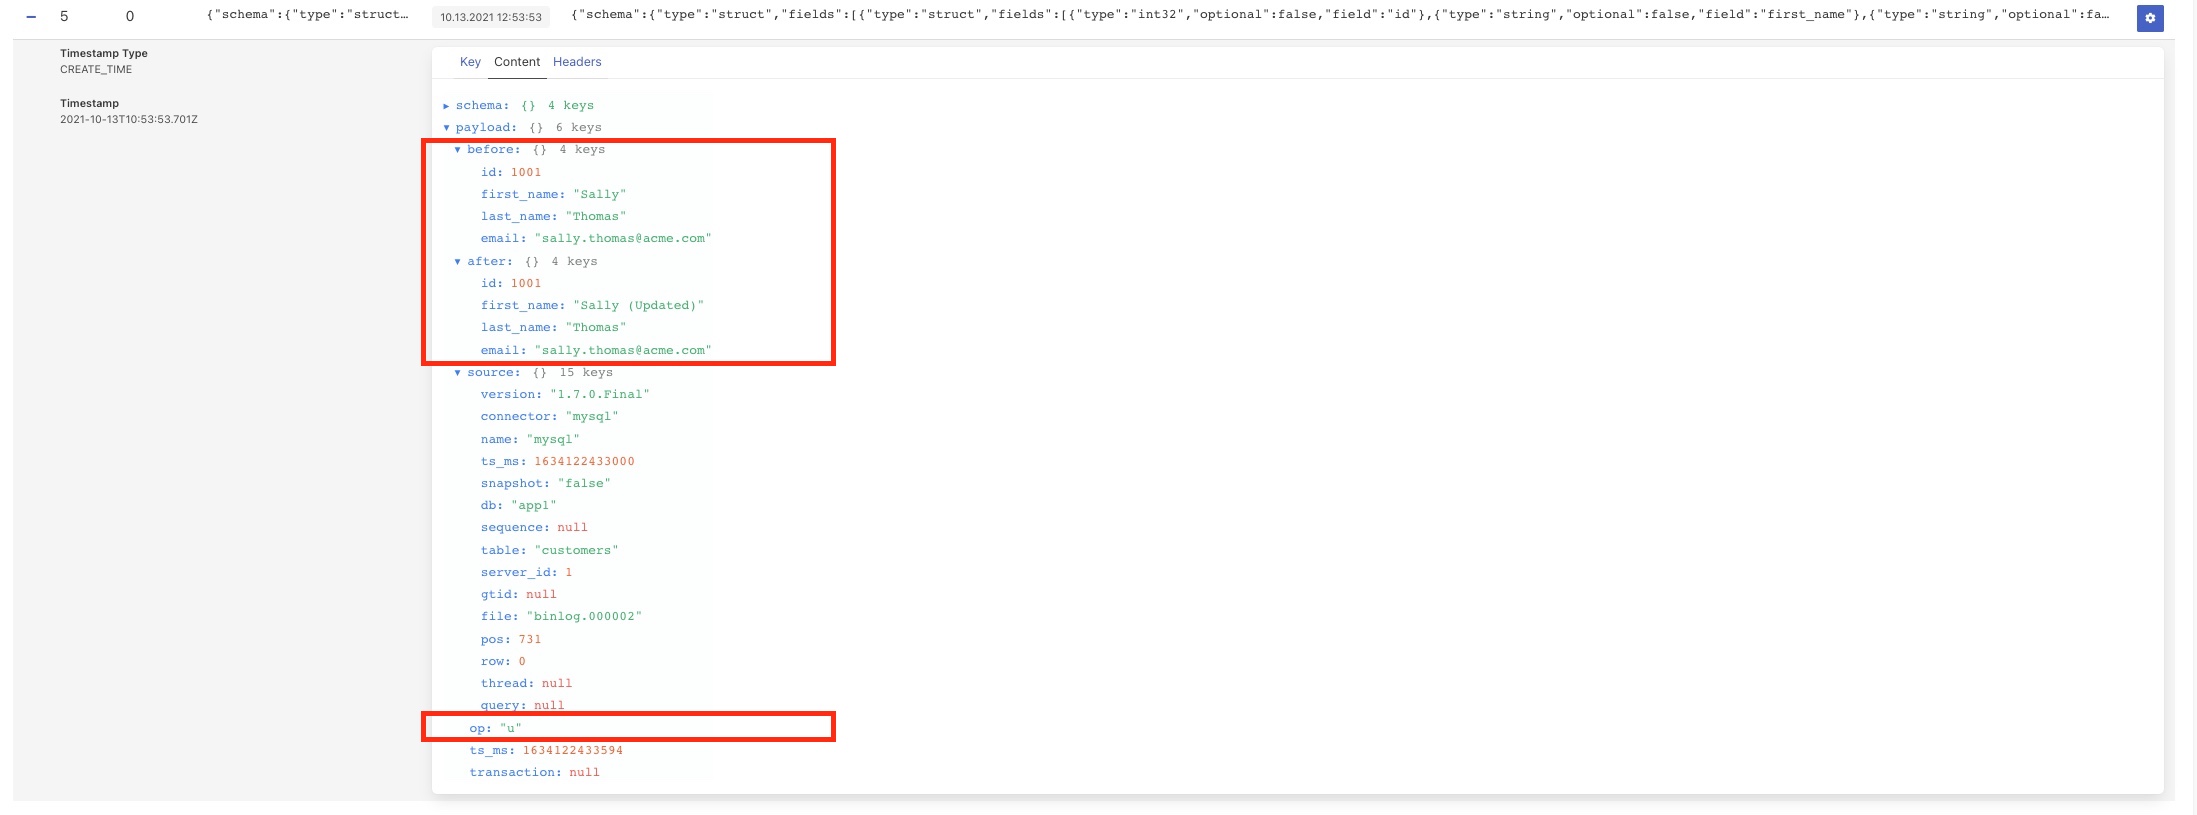 − 5 0 {"schema":{"type":"struct… 10.13.2021 12:53:53 {"schema":{"type":"struct","fields":[{"type":"struct","fields":[{"type":"int32","optional":false,"field":"id"},{"type":"string","optional":false,"field":"first_name"},{"type":"string","optional":fa…
Timestamp Type
CREATE_TIME
Timestamp
2021-10-13T10:53:53.701Z
Key Content Headers
▶ schema: {} 4 keys
▼ payload: {} 6 keys
▼ before: {} 4 keys
id: 1001
first_name: "Sally"
last_name: "Thomas"
email: "sally.thomas@acme.com"
▼ after: {} 4 keys
id: 1001
first_name: "Sally (Updated)"
last_name: "Thomas"
email: "sally.thomas@acme.com"
▼ source: {} 15 keys
version: "1.7.0.Final"
connector: "mysql"
name: "mysql"
ts_ms: 1634122433000
snapshot: "false"
db: "app1"
sequence: null
table: "customers"
server_id: 1
gtid: null
file: "binlog.000002"
pos: 731
row: 0
thread: null
query: null
op: "u"
ts_ms: 1634122433594
transaction: null